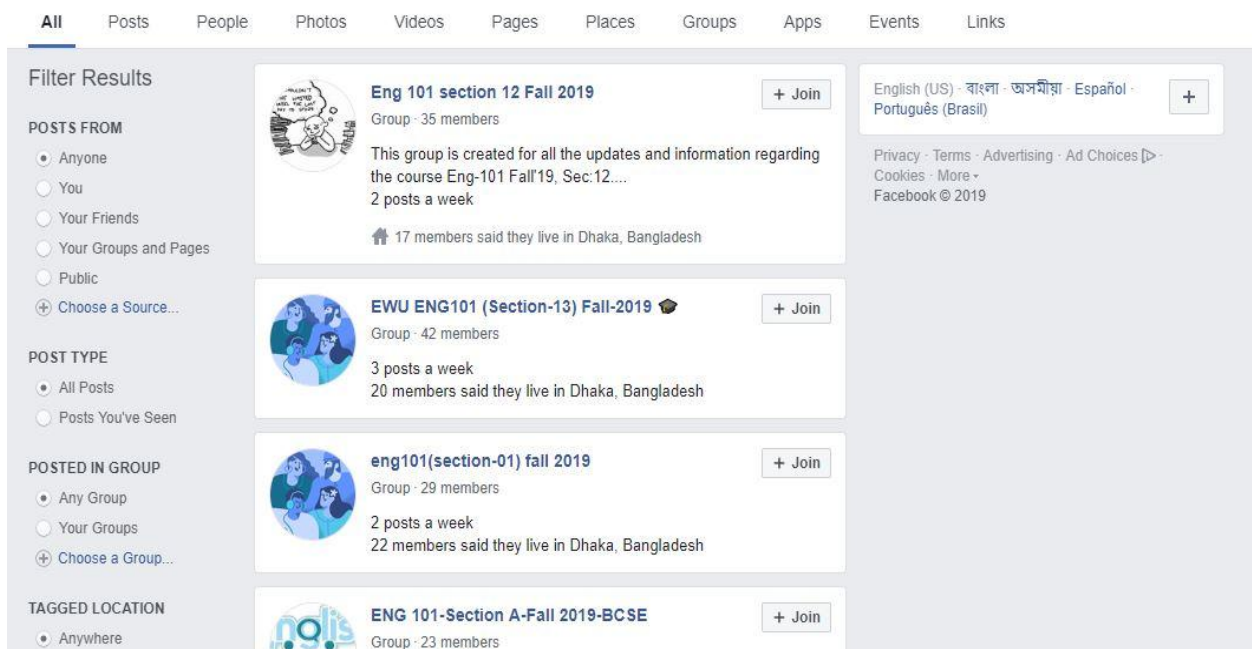 All Posts People Photos Videos Pages Places Groups Apps Events Links
Filter Results
POSTS FROM
Anyone
You
Your Friends
Your Groups and Pages
Public
Choose a Source...
POST TYPE
All Posts
Posts You've Seen
POSTED IN GROUP
Any Group
Your Groups
Choose a Group...
TAGGED LOCATION
Anywhere
Eng 101 section 12 Fall 2019
+ Join
Group · 35 members
This group is created for all the updates and information regarding
the course Eng-101 Fall'19, Sec:12....
2 posts a week
17 members said they live in Dhaka, Bangladesh
EWU ENG101 (Section-13) Fall-2019 🎓
+ Join
Group · 42 members
3 posts a week
20 members said they live in Dhaka, Bangladesh
eng101(section-01) fall 2019
+ Join
Group · 29 members
2 posts a week
22 members said they live in Dhaka, Bangladesh
ENG 101-Section A-Fall 2019-BCSE
+ Join
Group · 23 members
English (US) · বাংলা · অসমীয়া · Español ·
Português (Brasil)
Privacy · Terms · Advertising · Ad Choices ·
Cookies · More
Facebook © 2019